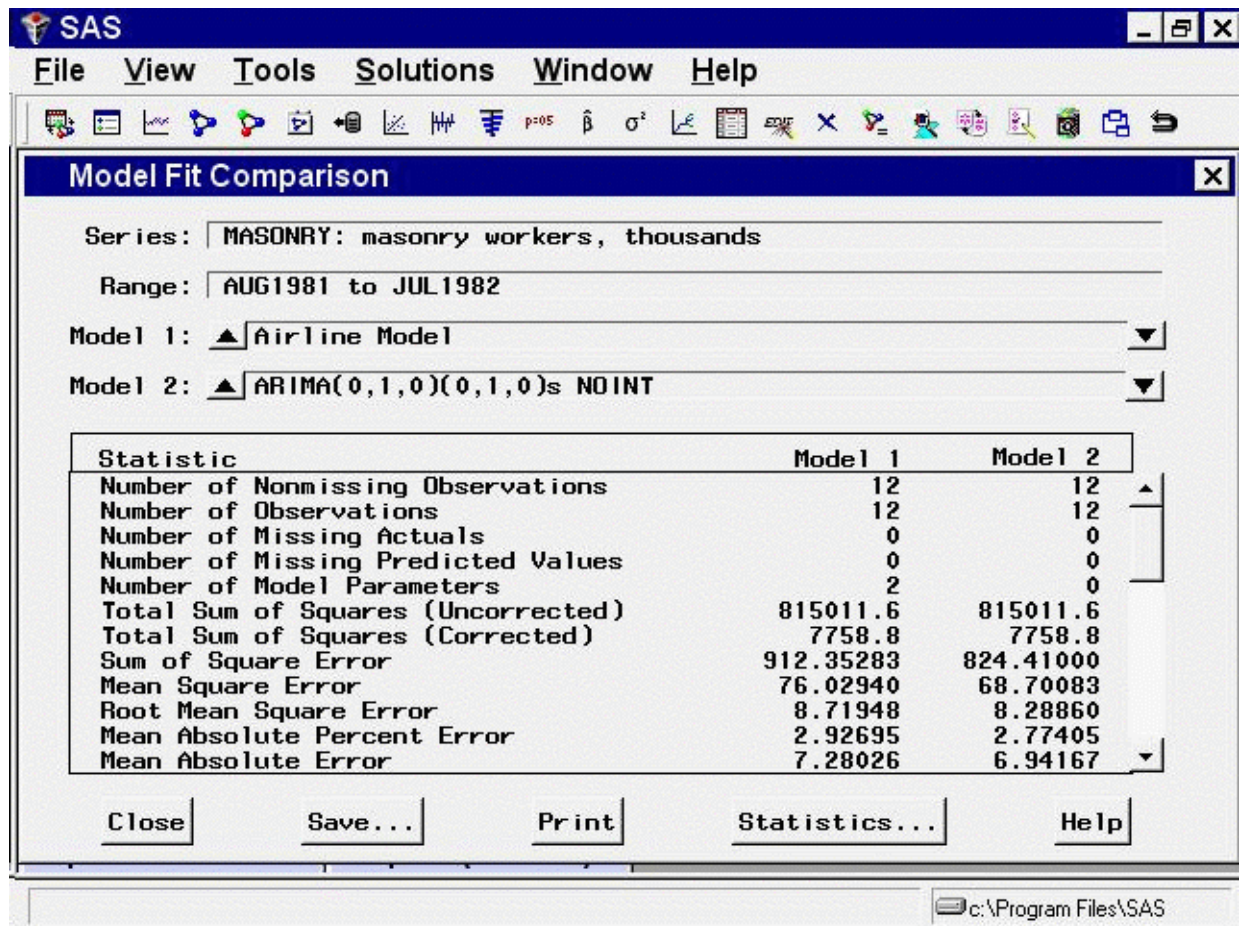 SAS
File View Tools Solutions Window Help
p=05 β̂ σ² EDIT
Model Fit Comparison
Series: MASONRY: masonry workers, thousands
Range: AUG1981 to JUL1982
Model 1: Airline Model
Model 2: ARIMA(0,1,0)(0,1,0)s NOINT
Statistic Model 1 Model 2
Number of Nonmissing Observations 12 12
Number of Observations 12 12
Number of Missing Actuals 0 0
Number of Missing Predicted Values 0 0
Number of Model Parameters 2 0
Total Sum of Squares (Uncorrected) 815011.6 815011.6
Total Sum of Squares (Corrected) 7758.8 7758.8
Sum of Square Error 912.35283 824.41000
Mean Square Error 76.02940 68.70083
Root Mean Square Error 8.71948 8.28860
Mean Absolute Percent Error 2.92695 2.77405
Mean Absolute Error 7.28026 6.94167
Close Save... Print Statistics... Help
c:\Program Files\SAS